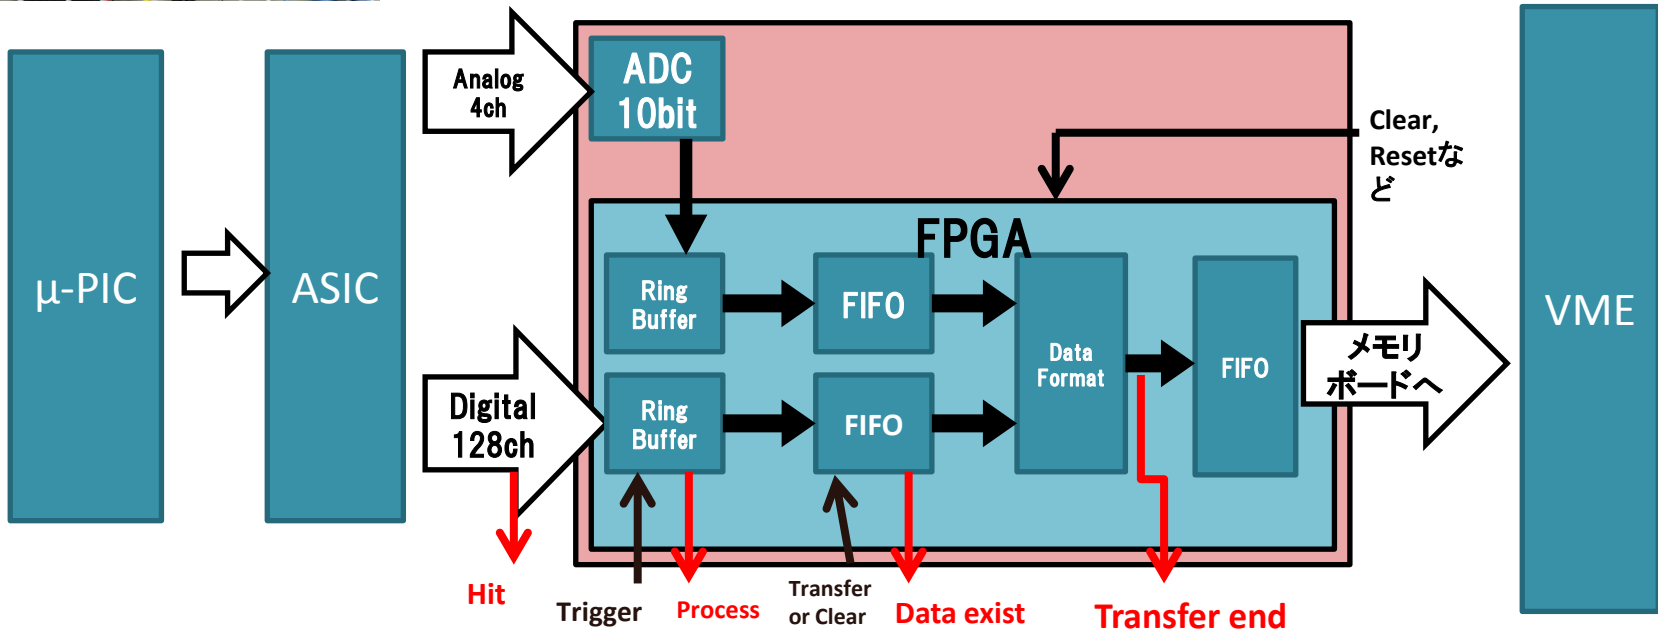 μ-PIC
ASIC
Analog
4ch
ADC
10bit
Clear,
Resetな
ど
FPGA
Ring
Buffer
FIFO
Data
Format
FIFO
メモリ
ボードへ
VME
Digital
128ch
Ring
Buffer
FIFO
Hit
Trigger
Process
Transfer
or Clear
Data exist
Transfer end